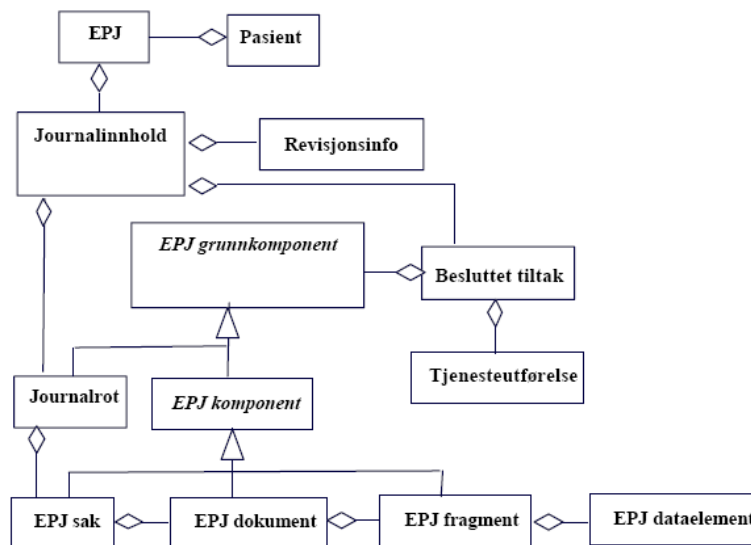 EPJ
Pasient
Journalinnhold
Revisjonsinfo
EPJ grunnkomponent
Besluttet tiltak
Tjenesteutførelse
Journalrot
EPJ komponent
EPJ sak
EPJ dokument
EPJ fragment
EPJ dataelement